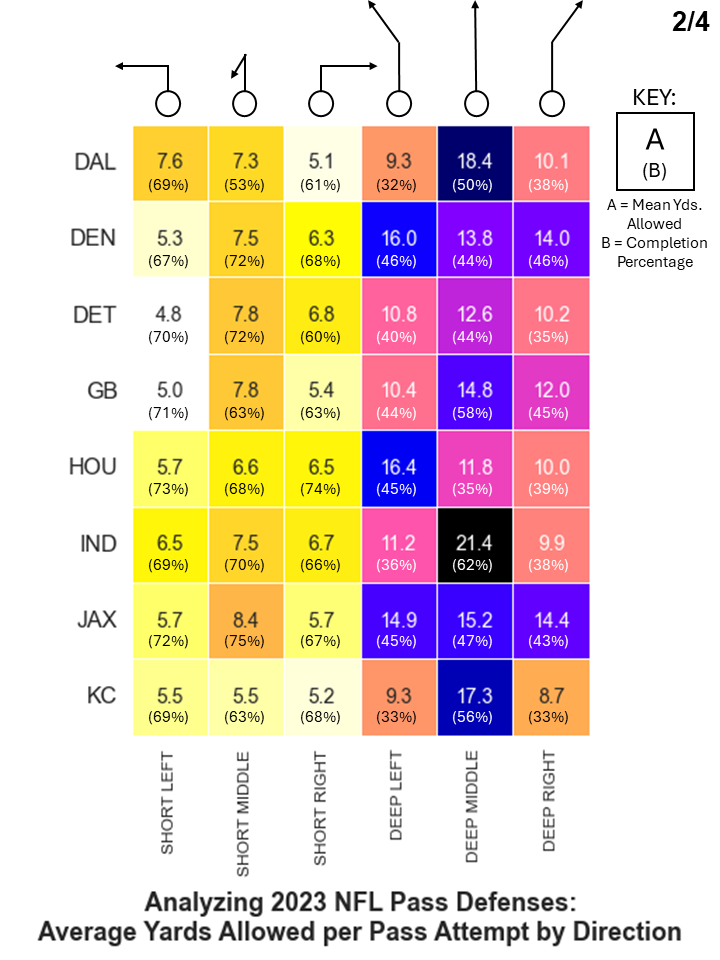 2/4
KEY:
A
(B)
A = Mean Yds.
Allowed
B = Completion
Percentage
DAL 7.6 7.3 5.1 9.3 18.4 10.1
(69%) (53%) (61%) (32%) (50%) (38%)
DEN 5.3 7.5 6.3 16.0 13.8 14.0
(67%) (72%) (68%) (46%) (44%) (46%)
DET 4.8 7.8 6.8 10.8 12.6 10.2
(70%) (72%) (60%) (40%) (44%) (35%)
GB 5.0 7.8 5.4 10.4 14.8 12.0
(71%) (63%) (63%) (44%) (58%) (45%)
HOU 5.7 6.6 6.5 16.4 11.8 10.0
(73%) (68%) (74%) (45%) (35%) (39%)
IND 6.5 7.5 6.7 11.2 21.4 9.9
(69%) (70%) (66%) (36%) (62%) (38%)
JAX 5.7 8.4 5.7 14.9 15.2 14.4
(72%) (75%) (67%) (45%) (47%) (43%)
KC 5.5 5.5 5.2 9.3 17.3 8.7
(69%) (63%) (68%) (33%) (56%) (33%)
SHORT LEFT
SHORT MIDDLE
SHORT RIGHT
DEEP LEFT
DEEP MIDDLE
DEEP RIGHT
Analyzing 2023 NFL Pass Defenses:
Average Yards Allowed per Pass Attempt by Direction